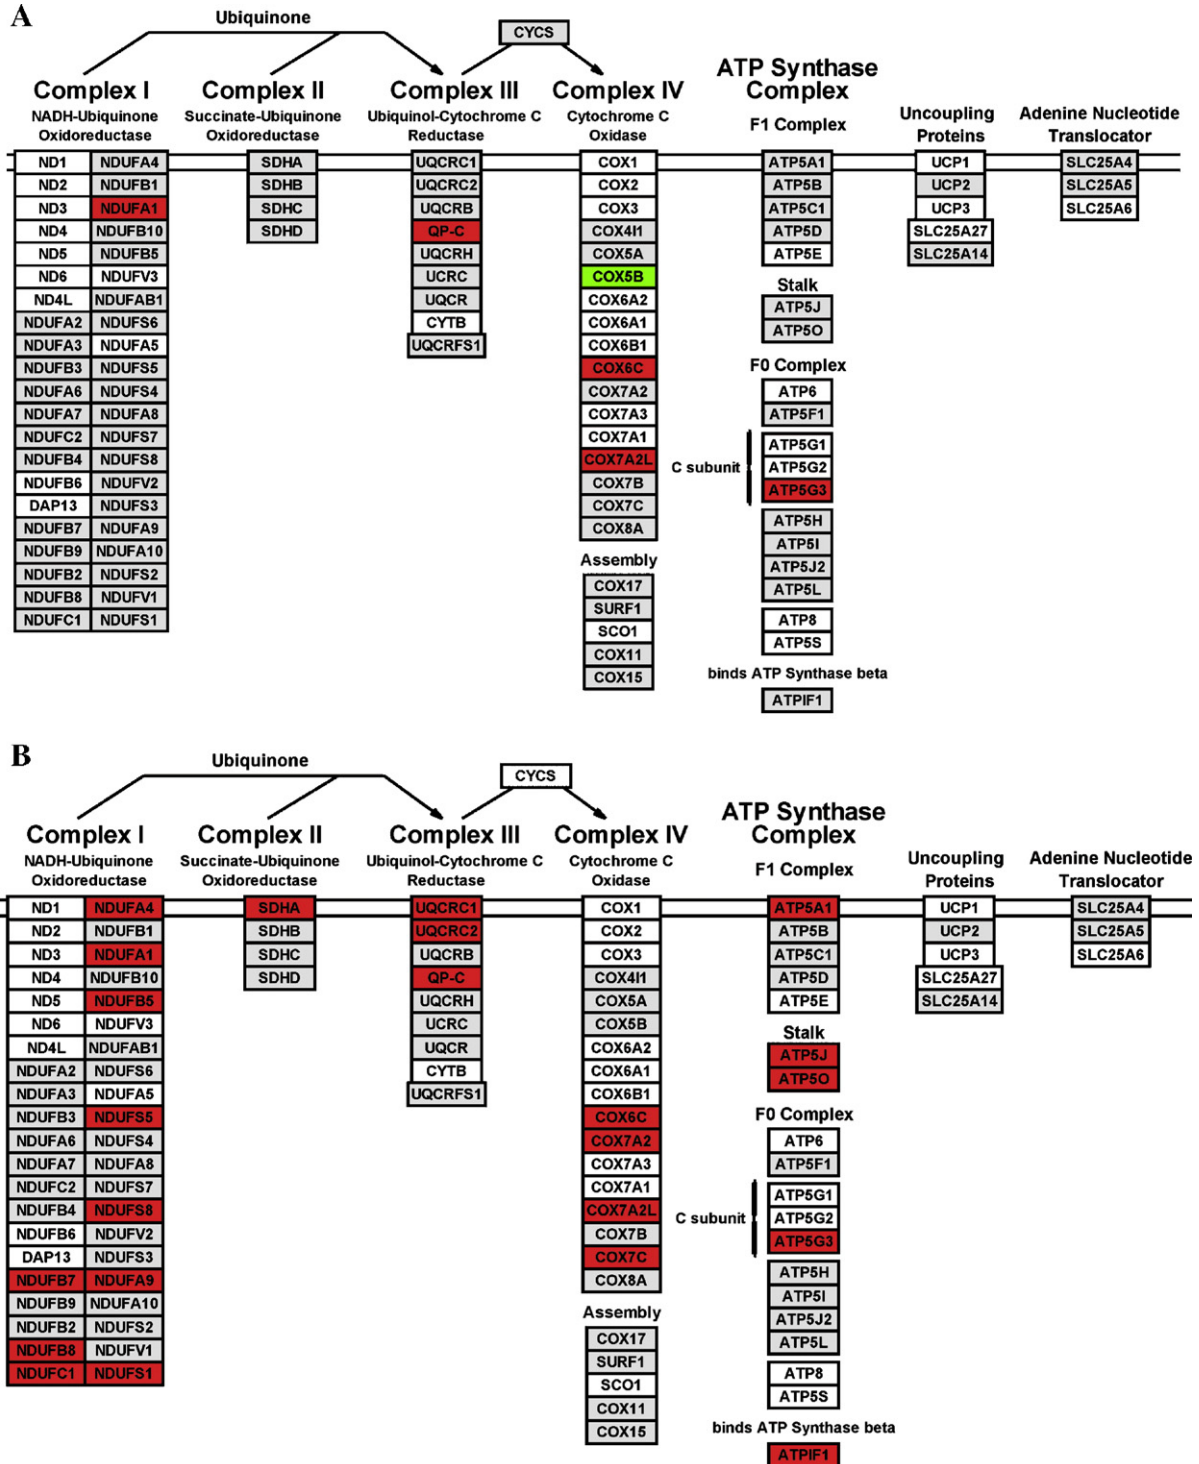 A
Ubiquinone
CYCS
Complex I
NADH-Ubiquinone
Oxidoreductase
ND1 NDUFA4
ND2 NDUFB1
ND3 NDUFA1
ND4 NDUFB10
ND5 NDUFB5
ND6 NDUFV3
ND4L NDUFAB1
NDUFA2 NDUFS6
NDUFA3 NDUFA5
NDUFB3 NDUFS5
NDUFA6 NDUFS4
NDUFA7 NDUFA8
NDUFC2 NDUFS7
NDUFB4 NDUFS8
NDUFB6 NDUFV2
DAP13 NDUFS3
NDUFB7 NDUFA9
NDUFB9 NDUFA10
NDUFB2 NDUFS2
NDUFB8 NDUFV1
NDUFC1 NDUFS1
Complex II
Succinate-Ubiquinone
Oxidoreductase
SDHA
SDHB
SDHC
SDHD
Complex III
Ubiquinol-Cytochrome C
Reductase
UQCRC1
UQCRC2
UQCRB
QP-C
UQCRH
UCRC
UQCR
CYTB
UQCRFS1
Complex IV
Cytochrome C
Oxidase
COX1
COX2
COX3
COX4I1
COX5A
COX5B
COX6A2
COX6A1
COX6B1
COX6C
COX7A2
COX7A3
COX7A1
COX7A2L
COX7B
COX7C
COX8A
Assembly
COX17
SURF1
SCO1
COX11
COX15
ATP Synthase
Complex
F1 Complex
ATP5A1
ATP5B
ATP5C1
ATP5D
ATP5E
Stalk
ATP5J
ATP5O
F0 Complex
ATP6
ATP5F1
C subunit
ATP5G1
ATP5G2
ATP5G3
ATP5H
ATP5I
ATP5J2
ATP5L
ATP8
ATP5S
binds ATP Synthase beta
ATPIF1
Uncoupling
Proteins
UCP1
UCP2
UCP3
SLC25A27
SLC25A14
Adenine Nucleotide
Translocator
SLC25A4
SLC25A5
SLC25A6
B
Ubiquinone
CYCS
Complex I
NADH-Ubiquinone
Oxidoreductase
ND1 NDUFA4
ND2 NDUFB1
ND3 NDUFA1
ND4 NDUFB10
ND5 NDUFB5
ND6 NDUFV3
ND4L NDUFAB1
NDUFA2 NDUFS6
NDUFA3 NDUFA5
NDUFB3 NDUFS5
NDUFA6 NDUFS4
NDUFA7 NDUFA8
NDUFC2 NDUFS7
NDUFB4 NDUFS8
NDUFB6 NDUFV2
DAP13 NDUFS3
NDUFB7 NDUFA9
NDUFB9 NDUFA10
NDUFB2 NDUFS2
NDUFB8 NDUFV1
NDUFC1 NDUFS1
Complex II
Succinate-Ubiquinone
Oxidoreductase
SDHA
SDHB
SDHC
SDHD
Complex III
Ubiquinol-Cytochrome C
Reductase
UQCRC1
UQCRC2
UQCRB
QP-C
UQCRH
UCRC
UQCR
CYTB
UQCRFS1
Complex IV
Cytochrome C
Oxidase
COX1
COX2
COX3
COX4I1
COX5A
COX5B
COX6A2
COX6A1
COX6B1
COX6C
COX7A2
COX7A3
COX7A1
COX7A2L
COX7B
COX7C
COX8A
Assembly
COX17
SURF1
SCO1
COX11
COX15
ATP Synthase
Complex
F1 Complex
ATP5A1
ATP5B
ATP5C1
ATP5D
ATP5E
Stalk
ATP5J
ATP5O
F0 Complex
ATP6
ATP5F1
C subunit
ATP5G1
ATP5G2
ATP5G3
ATP5H
ATP5I
ATP5J2
ATP5L
ATP8
ATP5S
binds ATP Synthase beta
ATPIF1
Uncoupling
Proteins
UCP1
UCP2
UCP3
SLC25A27
SLC25A14
Adenine Nucleotide
Translocator
SLC25A4
SLC25A5
SLC25A6